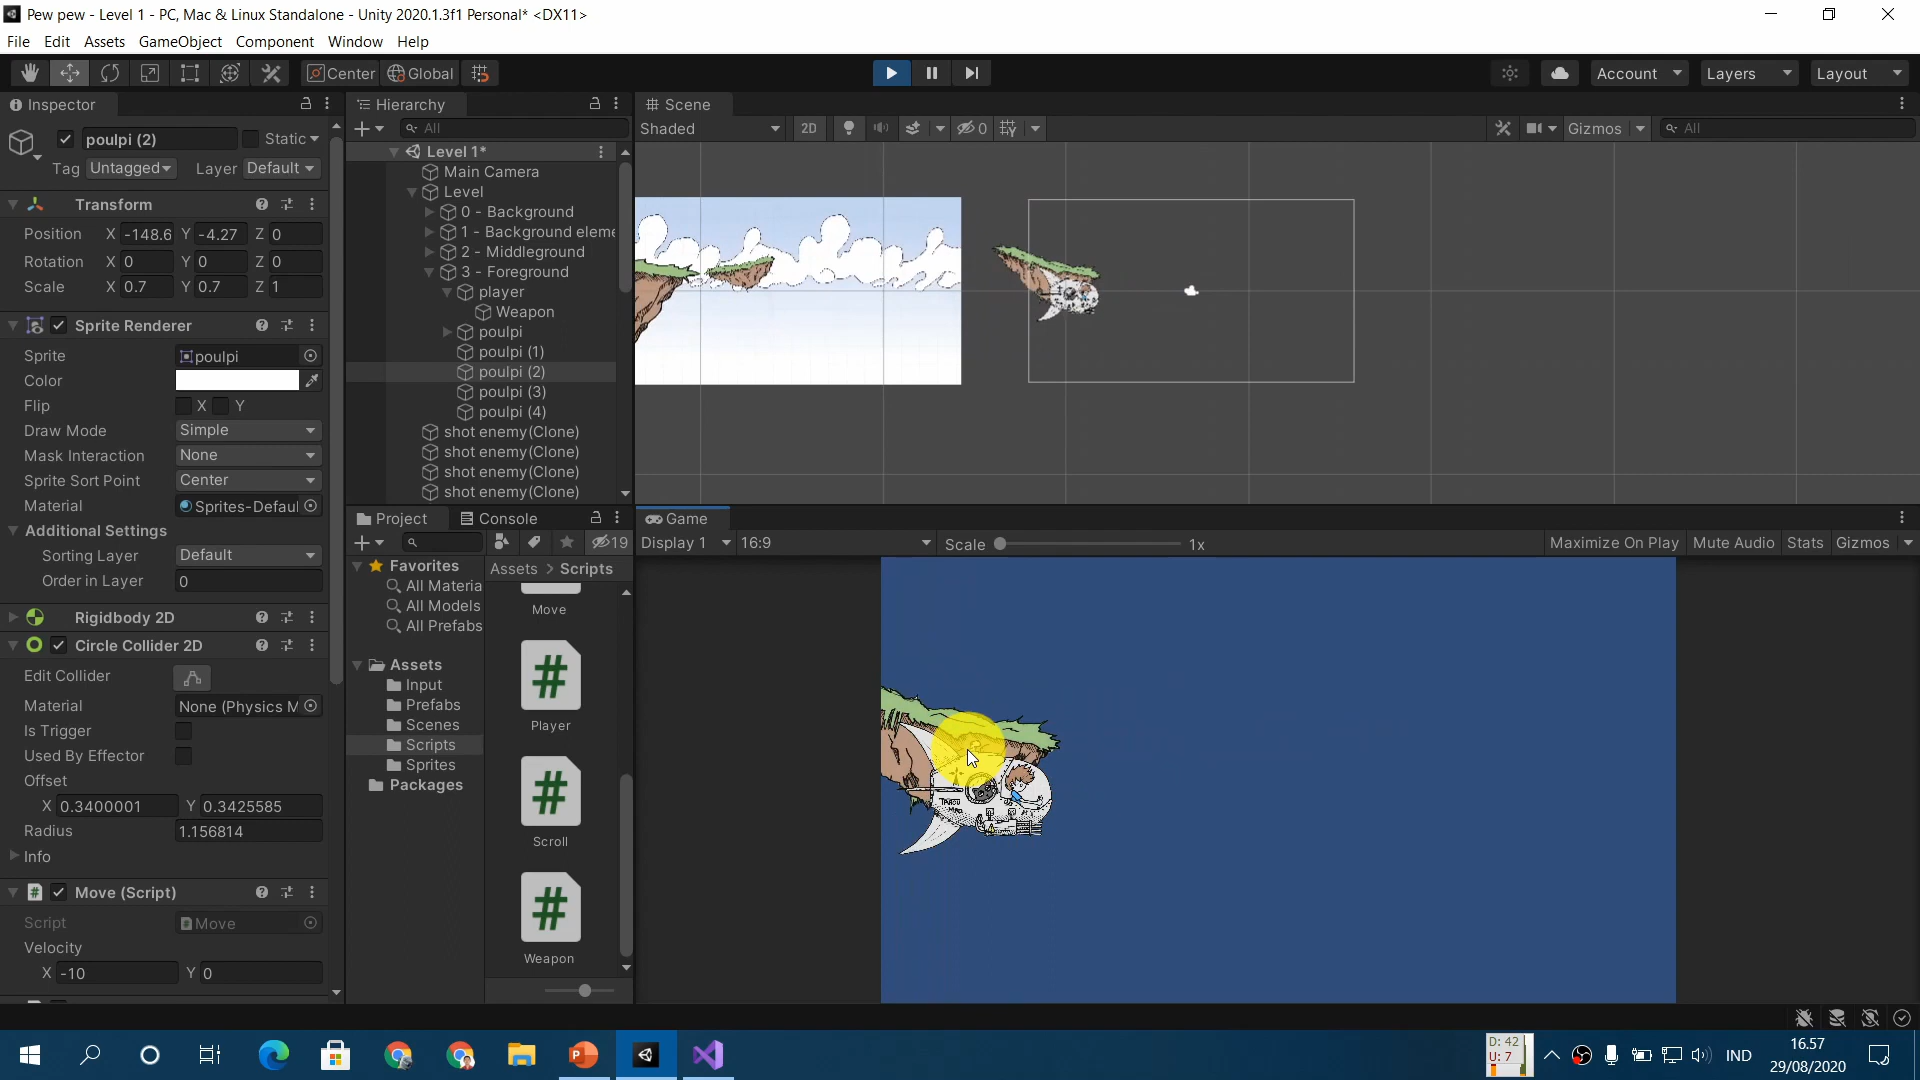 Pew pew - Level 1 - PC, Mac & Linux Standalone - Unity 2020.1.3f1 Personal* <DX11>
File Edit Assets GameObject Component Window Help
Center Global Account Layers Layout
Inspector
poulpi (2) Static
Tag Untagged Layer Default
Transform
Position X -148.6 Y -4.27 Z 0
Rotation X 0 Y 0 Z 0
Scale X 0.7 Y 0.7 Z 1
Sprite Renderer
Sprite poulpi
Color
Flip X Y
Draw Mode Simple
Mask Interaction None
Sprite Sort Point Center
Material Sprites-Defaul
Additional Settings
Sorting Layer Default
Order in Layer 0
Rigidbody 2D
Circle Collider 2D
Edit Collider
Material None (Physics M
Is Trigger
Used By Effector
Offset
X 0.3400001 Y 0.3425585
Radius 1.156814
Info
Move (Script)
Script Move
Velocity
X -10 Y 0
Hierarchy
All
Level 1*
Main Camera
Level
0 - Background
1 - Background eleme
2 - Middleground
3 - Foreground
player
Weapon
poulpi
poulpi (1)
poulpi (2)
poulpi (3)
poulpi (4)
shot enemy(Clone)
shot enemy(Clone)
shot enemy(Clone)
shot enemy(Clone)
Scene
Shaded 2D 0 Gizmos All
Project Console
19
Favorites
All Materia
All Models
All Prefabs
Assets
Input
Prefabs
Scenes
Scripts
Sprites
Packages
Assets > Scripts
Move
Player
Scroll
Weapon
Game
Display 1 16:9 Scale 1x Maximize On Play Mute Audio Stats Gizmos
D: 42
U: 7
IND
16.57
29/08/2020